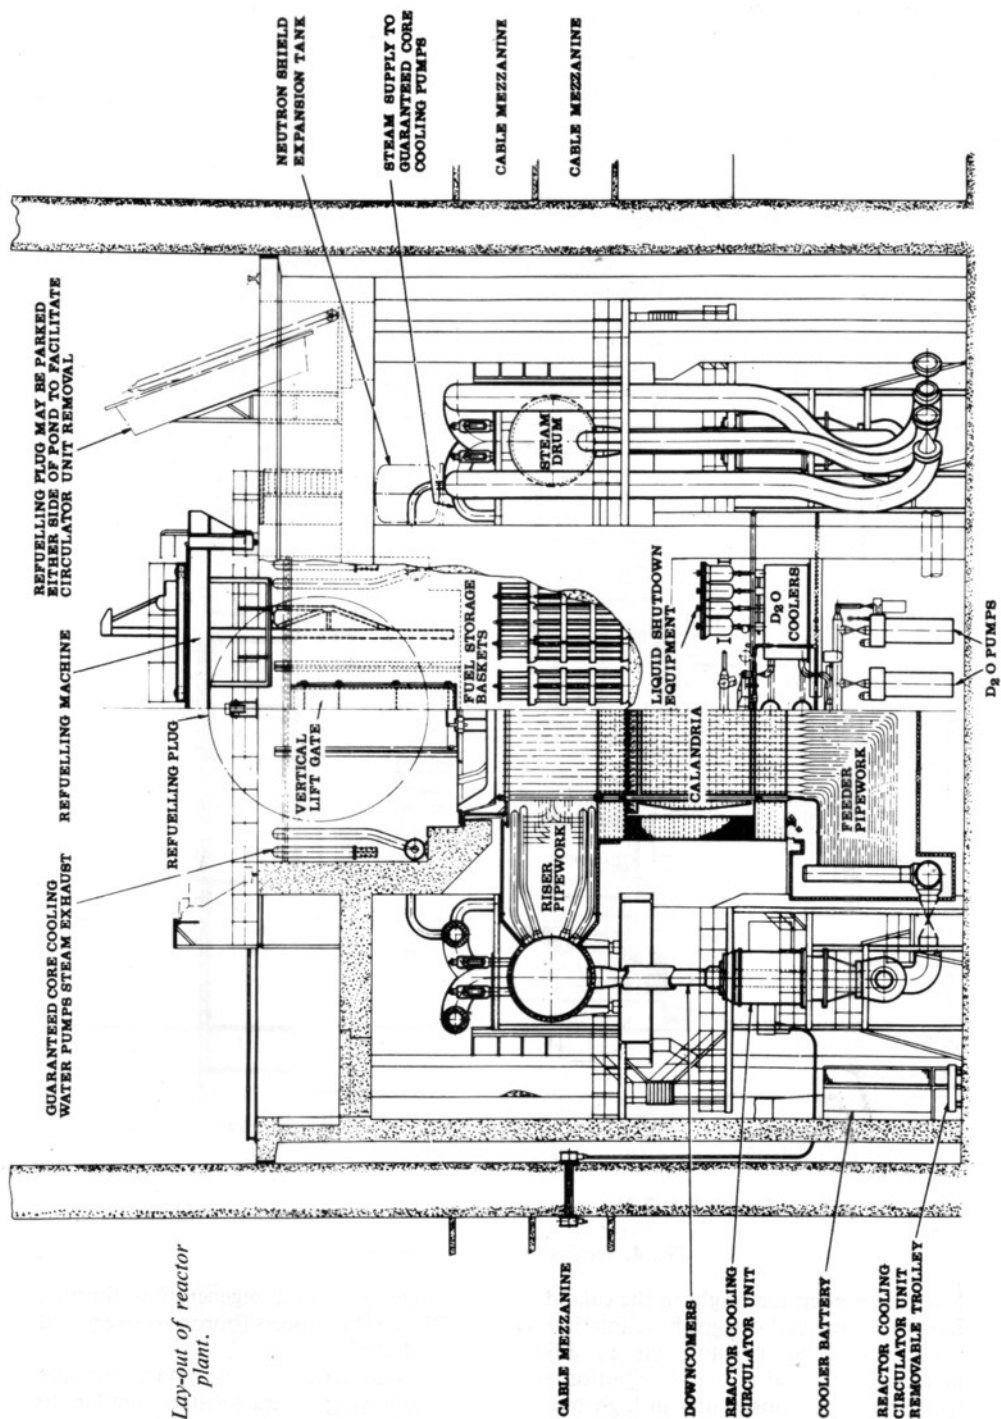 GUARANTEED CORE COOLING
WATER PUMPS STEAM EXHAUST
REFUELLING MACHINE
REFUELLING PLUG MAY BE PARKED
EITHER SIDE OF POND TO FACILITATE
CIRCULATOR UNIT REMOVAL
REFUELLING PLUG
NEUTRON SHIELD
EXPANSION TANK
STEAM SUPPLY TO
GUARANTEED CORE
COOLING PUMPS
CABLE MEZZANINE
CABLE MEZZANINE
VERTICAL
LIFT GATE
FUEL STORAGE
BASKETS
STEAM
DRUM
RISER
PIPEWORK
LIQUID SHUTDOWN
EQUIPMENT
CALANDRIA
D2O
COOLERS
FEEDER
PIPEWORK
D2O PUMPS
Lay-out of reactor
plant.
CABLE MEZZANINE
DOWNCOMERS
REACTOR COOLING
CIRCULATOR UNIT
COOLER BATTERY
REACTOR COOLING
CIRCULATOR UNIT
REMOVABLE TROLLEY